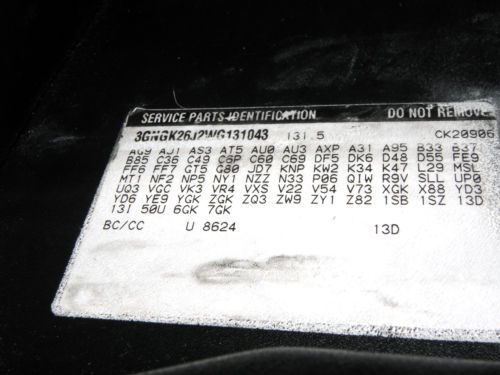 SERVICE PARTS IDENTIFICATION DO NOT REMOVE
3GNGK26J2WG131043 131.5 CK20906
AG9 AJ1 AS3 AT5 AU0 AU3 AXP A31 A95 B33 B37
B85 C36 C49 C6P C60 C69 DF5 DK6 D48 D55 FE9
FF6 FF7 GT5 G80 JD7 KNP KW2 K34 K47 L29 MSL
MT1 NF2 NP5 NY1 NZZ N33 P06 Q1W R9V SLL UP0
UQ3 VGC VK3 VR4 VXS V22 V54 V73 XGK X88 YD3
YD6 YE9 YGK ZGK ZQ3 ZW9 ZY1 Z82 1SB 1SZ 13D
13I 50U 6GK 7GK
BC/CC U 8624 13D